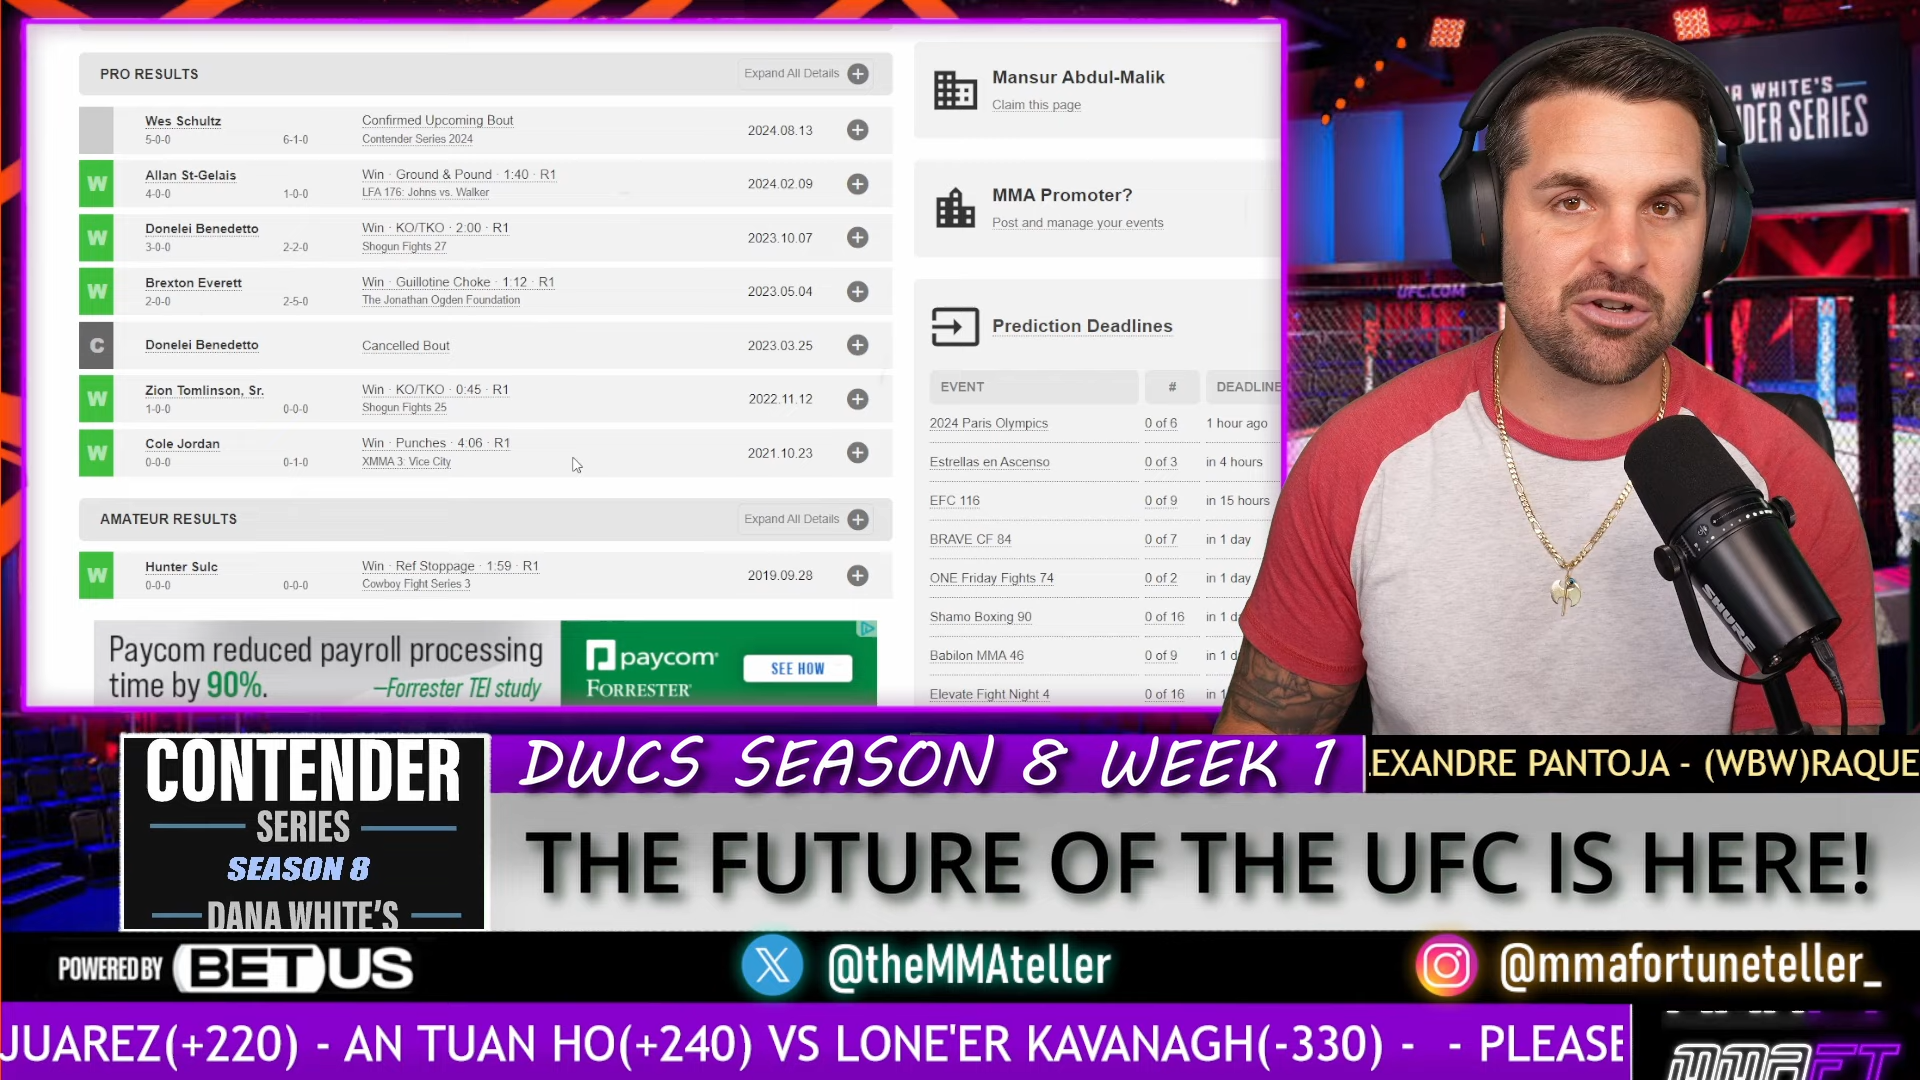 PRO RESULTS
Expand All Details
Wes Schultz
5-0-0
6-1-0
Confirmed Upcoming Bout
Contender Series 2024
2024.08.13
W
Allan St-Gelais
4-0-0
1-0-0
Win · Ground & Pound · 1:40 · R1
LFA 176: Johns vs. Walker
2024.02.09
W
Donelei Benedetto
3-0-0
2-2-0
Win · KO/TKO · 2:00 · R1
Shogun Fights 27
2023.10.07
W
Brexton Everett
2-0-0
2-5-0
Win · Guillotine Choke · 1:12 · R1
The Jonathan Ogden Foundation
2023.05.04
C
Donelei Benedetto
Cancelled Bout
2023.03.25
W
Zion Tomlinson, Sr.
1-0-0
0-0-0
Win · KO/TKO · 0:45 · R1
Shogun Fights 25
2022.11.12
W
Cole Jordan
0-0-0
0-1-0
Win · Punches · 4:06 · R1
XMMA 3: Vice City
2021.10.23
AMATEUR RESULTS
Expand All Details
W
Hunter Sulc
0-0-0
0-0-0
Win · Ref Stoppage · 1:59 · R1
Cowboy Fight Series 3
2019.09.28
Paycom reduced payroll processing
time by 90%.
—Forrester TEI study
paycom
FORRESTER
SEE HOW
Mansur Abdul-Malik
Claim this page
MMA Promoter?
Post and manage your events
Prediction Deadlines
EVENT # DEADLINE
2024 Paris Olympics 0 of 6 1 hour ago
Estrellas en Ascenso 0 of 3 in 4 hours
EFC 116 0 of 9 in 15 hours
BRAVE CF 84 0 of 7 in 1 day
ONE Friday Fights 74 0 of 2 in 1 day
Shamo Boxing 90 0 of 16 in 1 d
Babilon MMA 46 0 of 9 in 1 d
Elevate Fight Night 4 0 of 16 in 1
A WHITE'S
DER SERIES
UFC.COM
SHURE
CONTENDER
SERIES
SEASON 8
DANA WHITE'S
DWCS SEASON 8 WEEK 1
EXANDRE PANTOJA - (WBW)RAQUE
THE FUTURE OF THE UFC IS HERE!
POWERED BY BETUS
@theMMAteller
@mmafortuneteller_
JUAREZ(+220) - AN TUAN HO(+240) VS LONE'ER KAVANAGH(-330) - - PLEASE
MMAFT